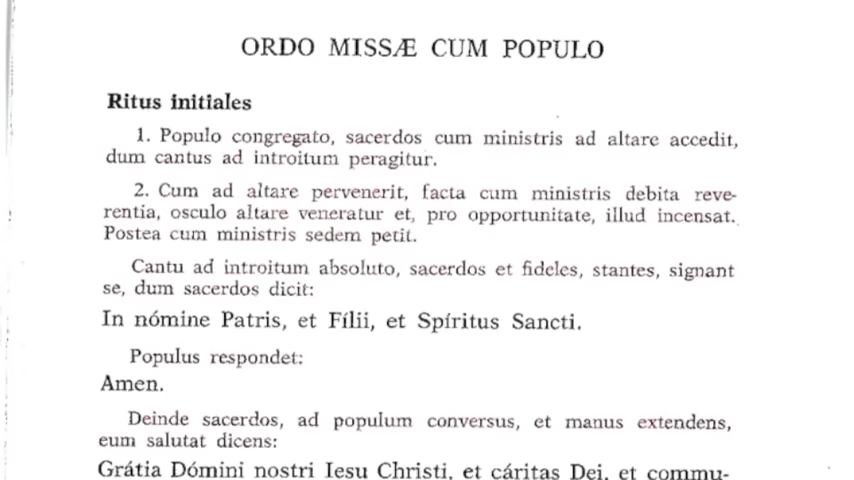 ORDO MISSÆ CUM POPULO
Ritus initiales
1. Populo congregato, sacerdos cum ministris ad altare accedit,
dum cantus ad introitum peragitur.
2. Cum ad altare pervenerit, facta cum ministris debita reve-
rentia, osculo altare veneratur et, pro opportunitate, illud incensat.
Postea cum ministris sedem petit.
Cantu ad introitum absoluto, sacerdos et fideles, stantes, signant
se, dum sacerdos dicit:
In nómine Patris, et Fílii, et Spíritus Sancti.
Populus respondet:
Amen.
Deinde sacerdos, ad populum conversus, et manus extendens,
eum salutat dicens:
Grátia Dómini nostri Iesu Christi, et cáritas Dei, et commu-